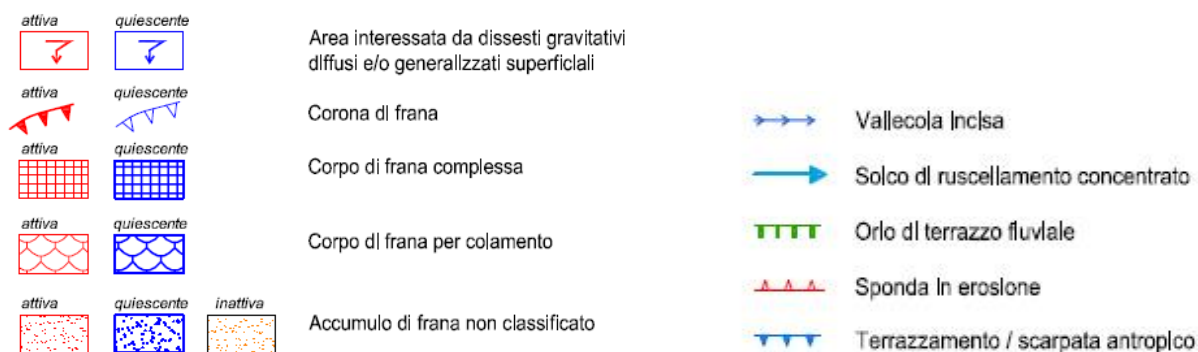 attiva quiescente
Area interessata da dissesti gravitativi
diffusi e/o generalizzati superficiali
attiva quiescente
Corona di frana
attiva quiescente
Corpo di frana complessa
attiva quiescente
Corpo di frana per colamento
attiva quiescente inattiva
Accumulo di frana non classificato
Vallecola incisa
Solco di ruscellamento concentrato
Orlo di terrazzo fluviale
Sponda in erosione
Terrazzamento / scarpata antropico